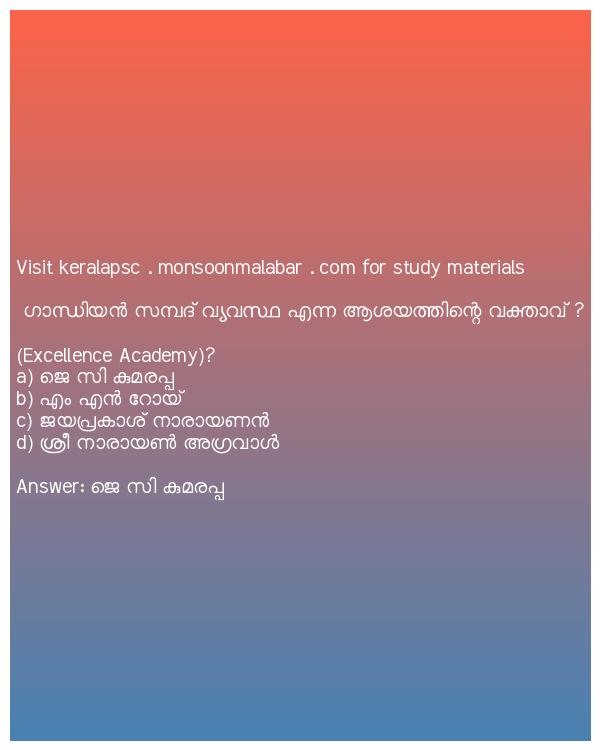 Visit keralapsc . monsoonmalabar . com for study materials
ഗാന്ധിയൻ സമ്പദ് വ്യവസ്ഥ എന്ന ആശയത്തിന്റെ വക്താവ് ?
(Excellence Academy)?
a) ജെ സി കുമരപ്പ
b) എം എൻ റോയ്
c) ജയപ്രകാശ് നാരായണൻ
d) ശ്രീ നാരായൺ അഗ്രവാൾ
Answer: ജെ സി കുമരപ്പ